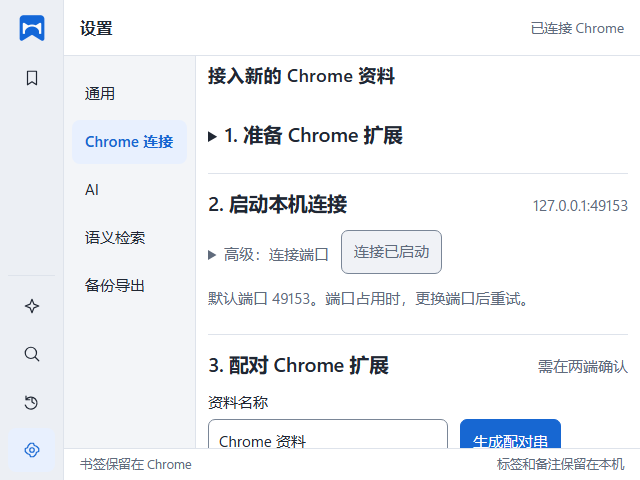 设置
已连接 Chrome
通用
Chrome 连接
AI
语义检索
备份导出
接入新的 Chrome 资料
1. 准备 Chrome 扩展
2. 启动本机连接
127.0.0.1:49153
高级：连接端口
连接已启动
默认端口 49153。端口占用时，更换端口后重试。
3. 配对 Chrome 扩展
需在两端确认
资料名称
Chrome 资料
生成配对串
书签保留在 Chrome
标签和备注保留在本机